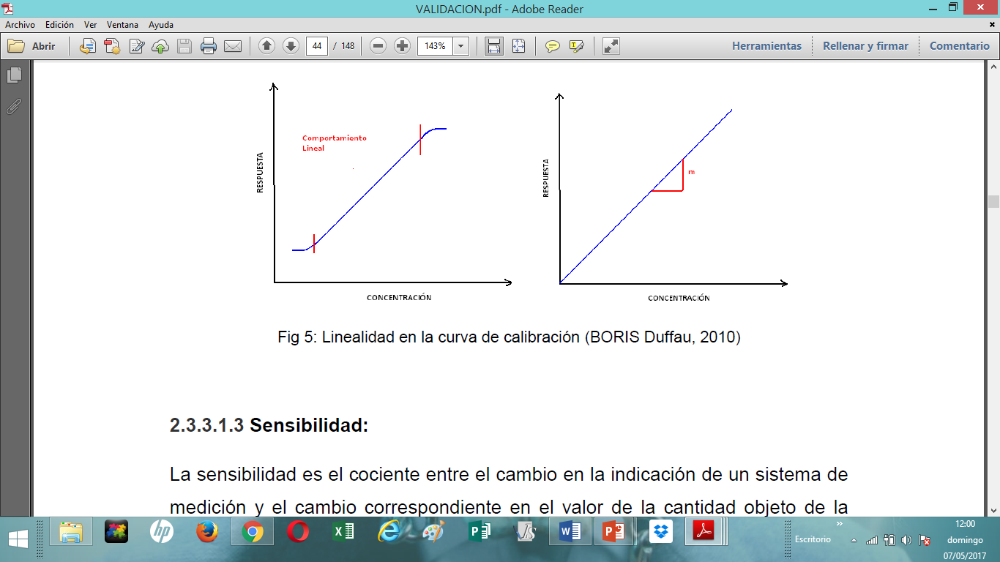 VALIDACION.pdf - Adobe Reader
Archivo Edición Ver Ventana Ayuda
Abrir 44 / 148 143% Herramientas Rellenar y firmar Comentario
Comportamiento
Lineal
RESPUESTA
CONCENTRACIÓN
m
RESPUESTA
CONCENTRACIÓN
Fig 5: Linealidad en la curva de calibración (BORIS Duffau, 2010)
2.3.3.1.3 Sensibilidad:
La sensibilidad es el cociente entre el cambio en la indicación de un sistema de
medición y el cambio correspondiente en el valor de la cantidad objeto de la
Escritorio
12:00
domingo
07/05/2017